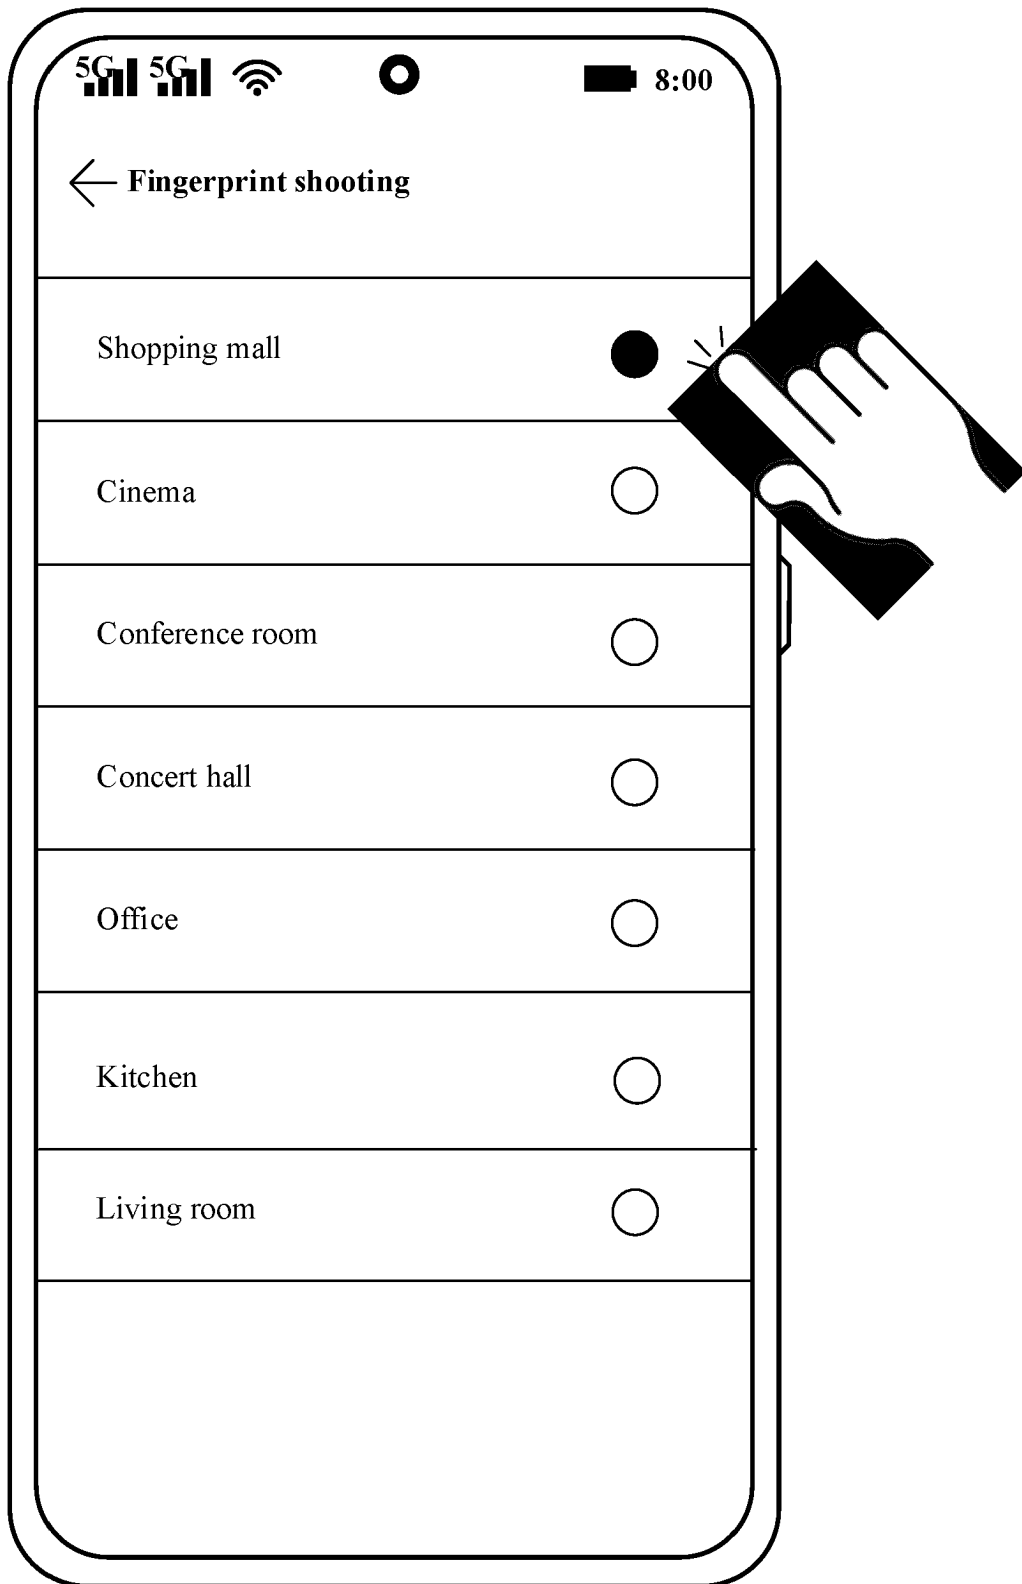 5G 5G 8:00
Fingerprint shooting
Shopping mall
Cinema
Conference room
Concert hall
Office
Kitchen
Living room